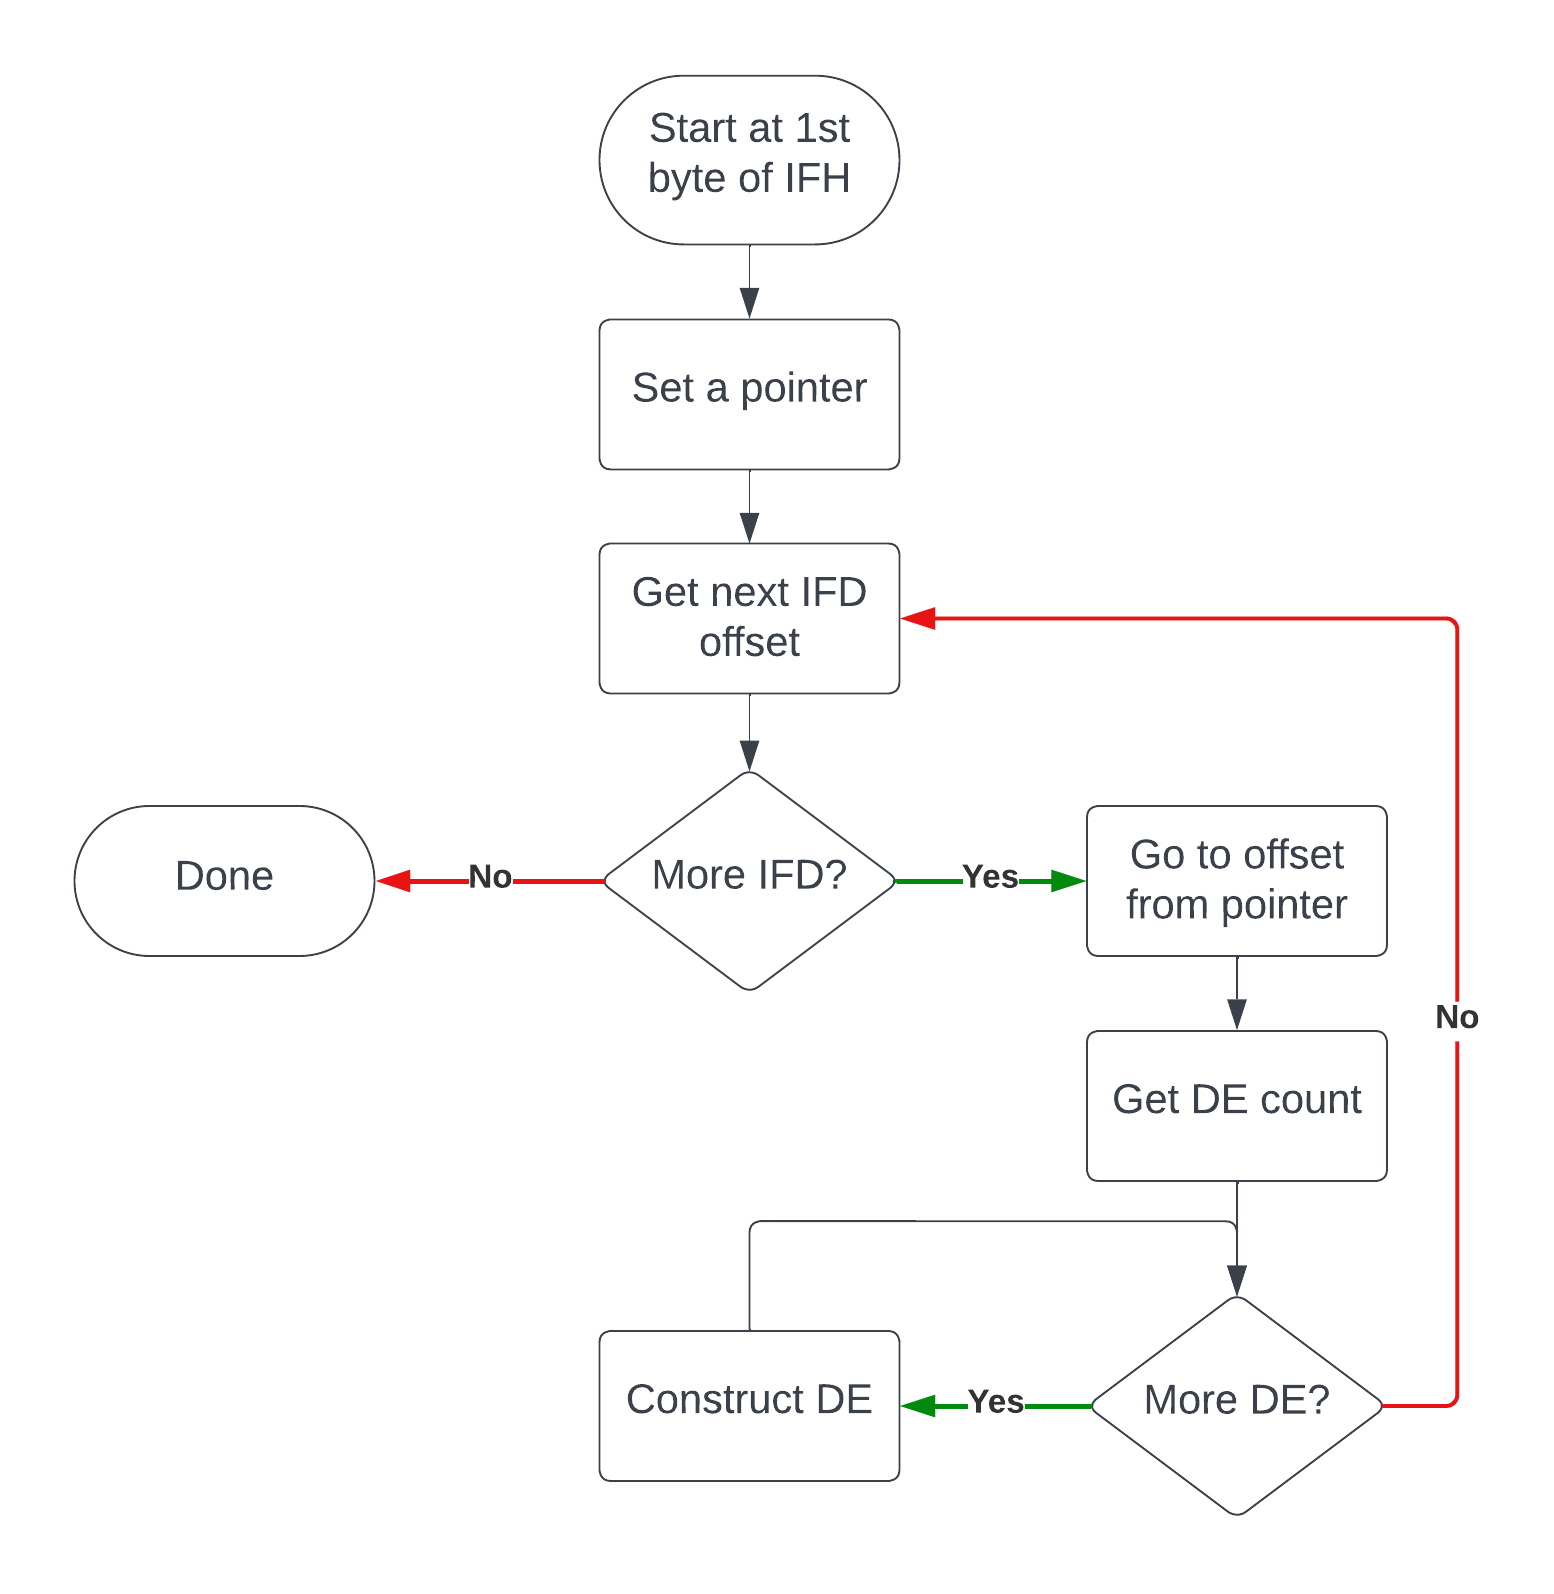 Start at 1st
byte of IFH
Set a pointer
Get next IFD
offset
More IFD?
No
Done
Yes
Go to offset
from pointer
Get DE count
More DE?
Yes
Construct DE
No